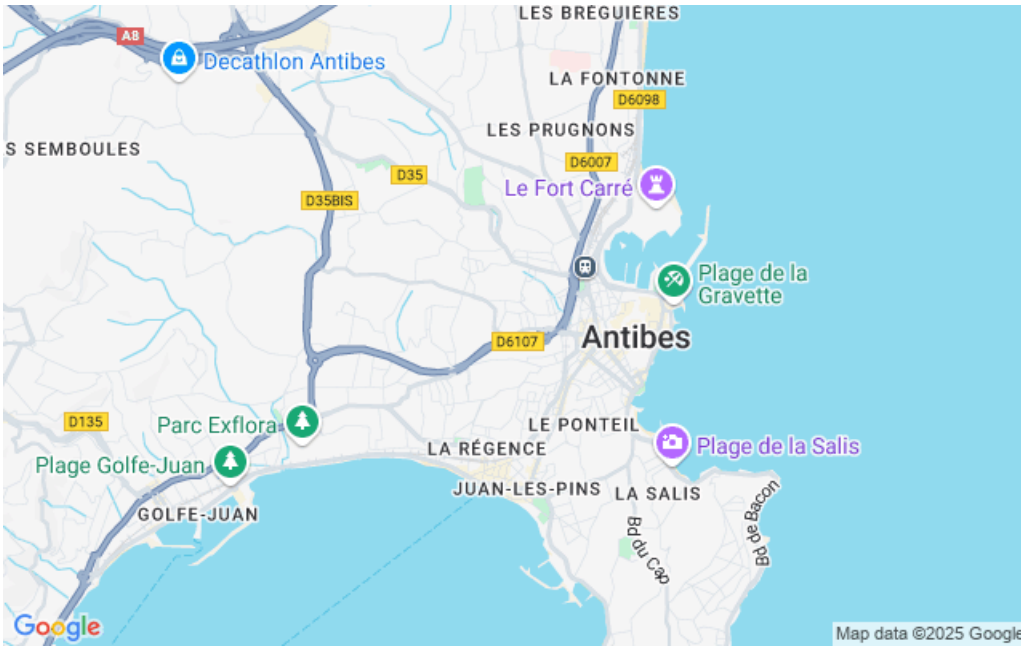 LES BRÉGUIÈRES
A8
Decathlon Antibes
LA FONTONNE
D6098
LES PRUGNONS
S SEMBOULES
D6007
D35
Le Fort Carré
D35BIS
Plage de la
Gravette
Antibes
D6107
D135
Parc Exflora
LE PONTEIL
Plage de la Salis
LA RÉGENCE
Plage Golfe-Juan
JUAN-LES-PINS
LA SALIS
GOLFE-JUAN
Bd de Bacon
Bd du Cap
Google
Map data ©2025 Google